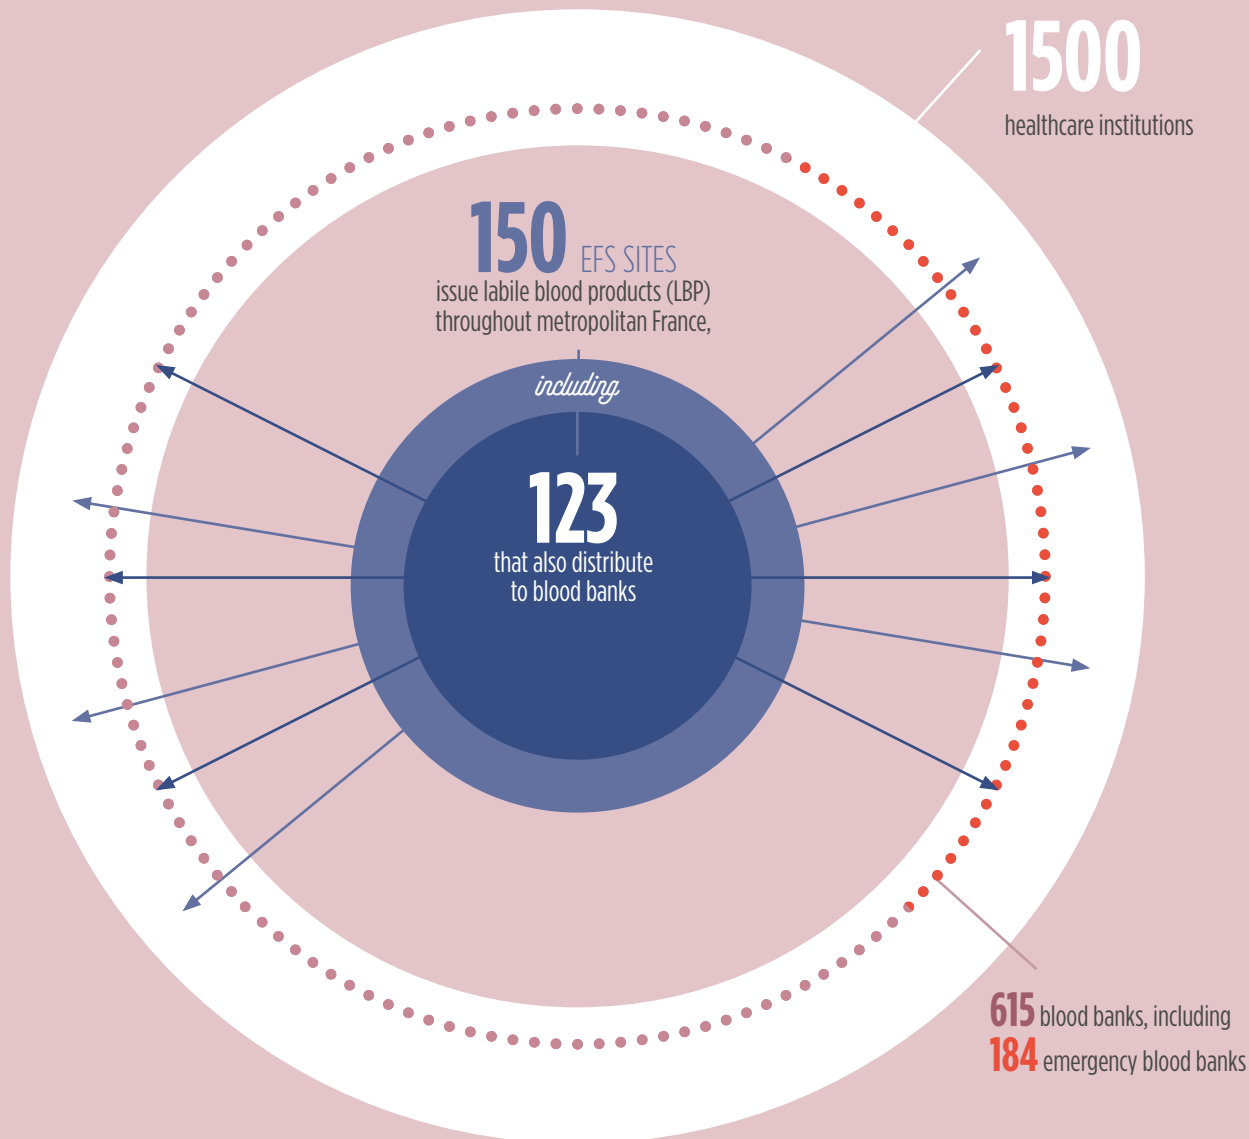 1500
healthcare institutions
150 EFS SITES
issue labile blood products (LBP)
throughout metropolitan France,
including
123
that also distribute
to blood banks
615 blood banks, including
184 emergency blood banks